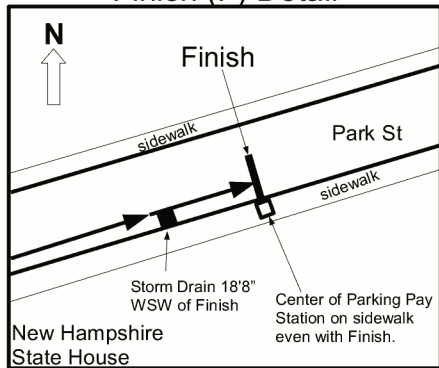 Finish (F) Detail
N
Finish
sidewalk
Park St
sidewalk
Storm Drain 18'8"
WSW of Finish
Center of Parking Pay
Station on sidewalk
even with Finish.
New Hampshire
State House